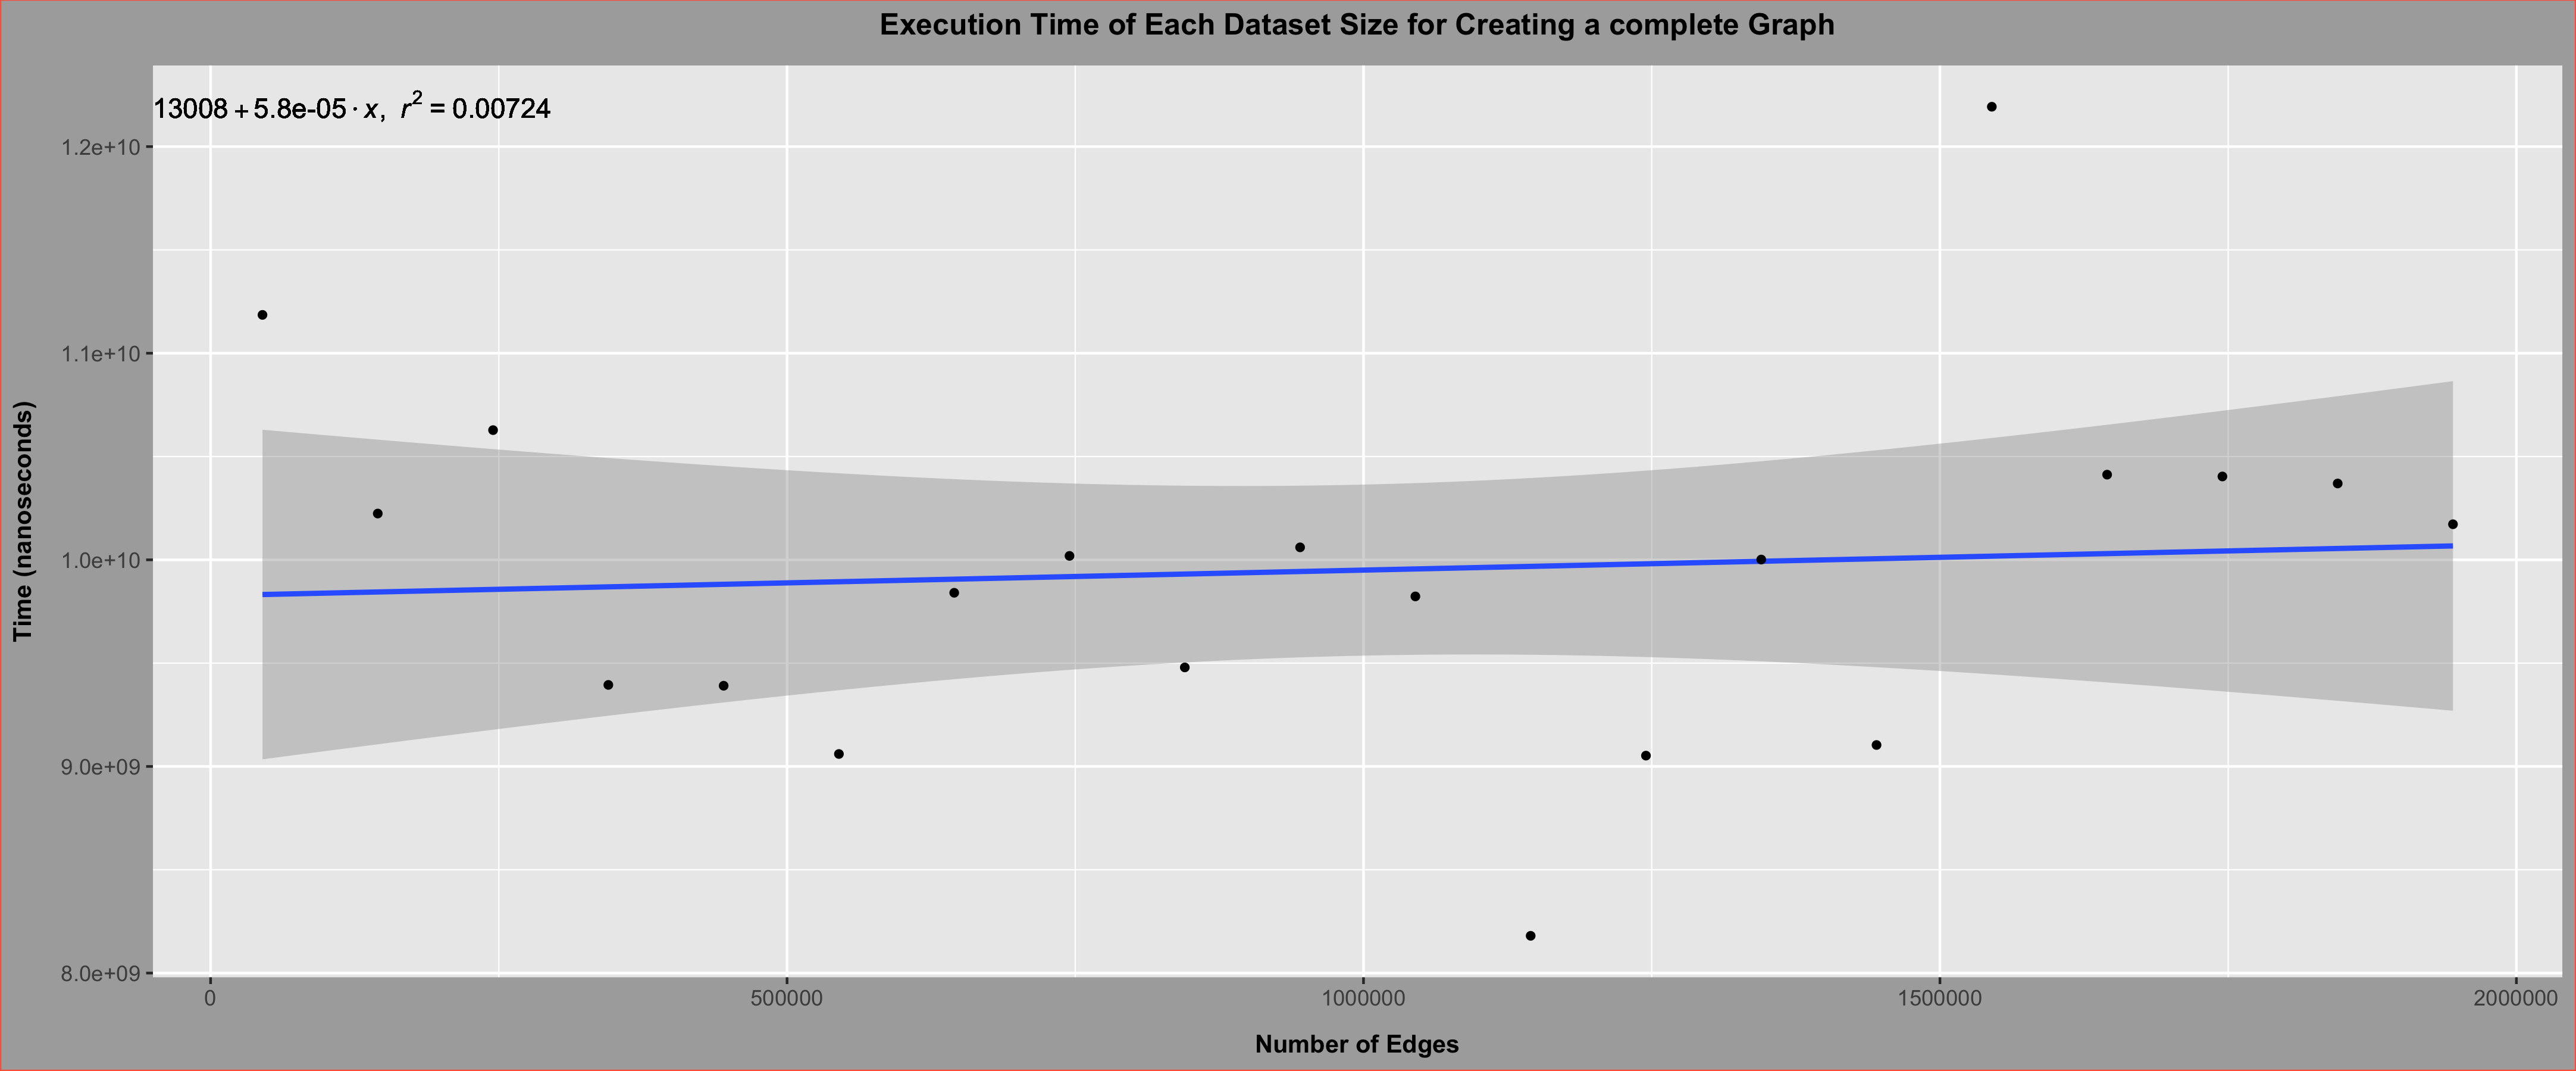 Execution Time of Each Dataset Size for Creating a complete Graph
13008 + 5.8e-05 · x, r² = 0.00724
1.2e+10
1.1e+10
1.0e+10
9.0e+09
8.0e+09
Time (nanoseconds)
0 500000 1000000 1500000 2000000
Number of Edges